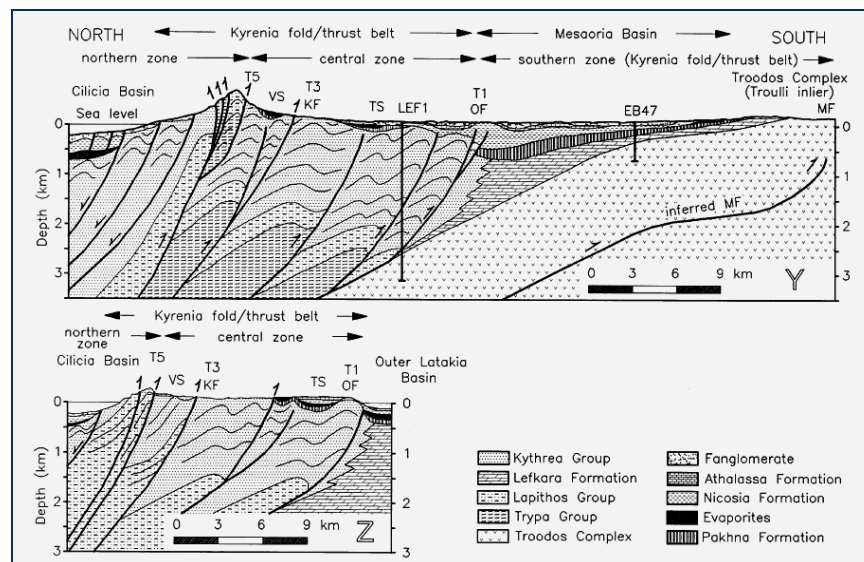 NORTH Kyrenia fold/thrust belt Mesaoria Basin SOUTH
northern zone central zone southern zone (Kyrenia fold/thrust belt)
Cilicia Basin T5 VS T3 KF TS LEF1 T1 OF EB47 Troodos Complex (Troulli inlier) MF
Sea level
0 0
1 1
2 2
3 3
Depth (km)
inferred MF
0 3 6 9 km Y
Kyrenia fold/thrust belt
northern zone central zone
Cilicia Basin T5 VS T3 KF TS T1 OF Outer Latakia Basin
0 0
1 1
2 2
3 3
Depth (km)
0 3 6 9 km Z
Kythrea Group Fanglomerate
Lefkara Formation Athalassa Formation
Lapithos Group Nicosia Formation
Trypa Group Evaporites
Troodos Complex Pakhna Formation